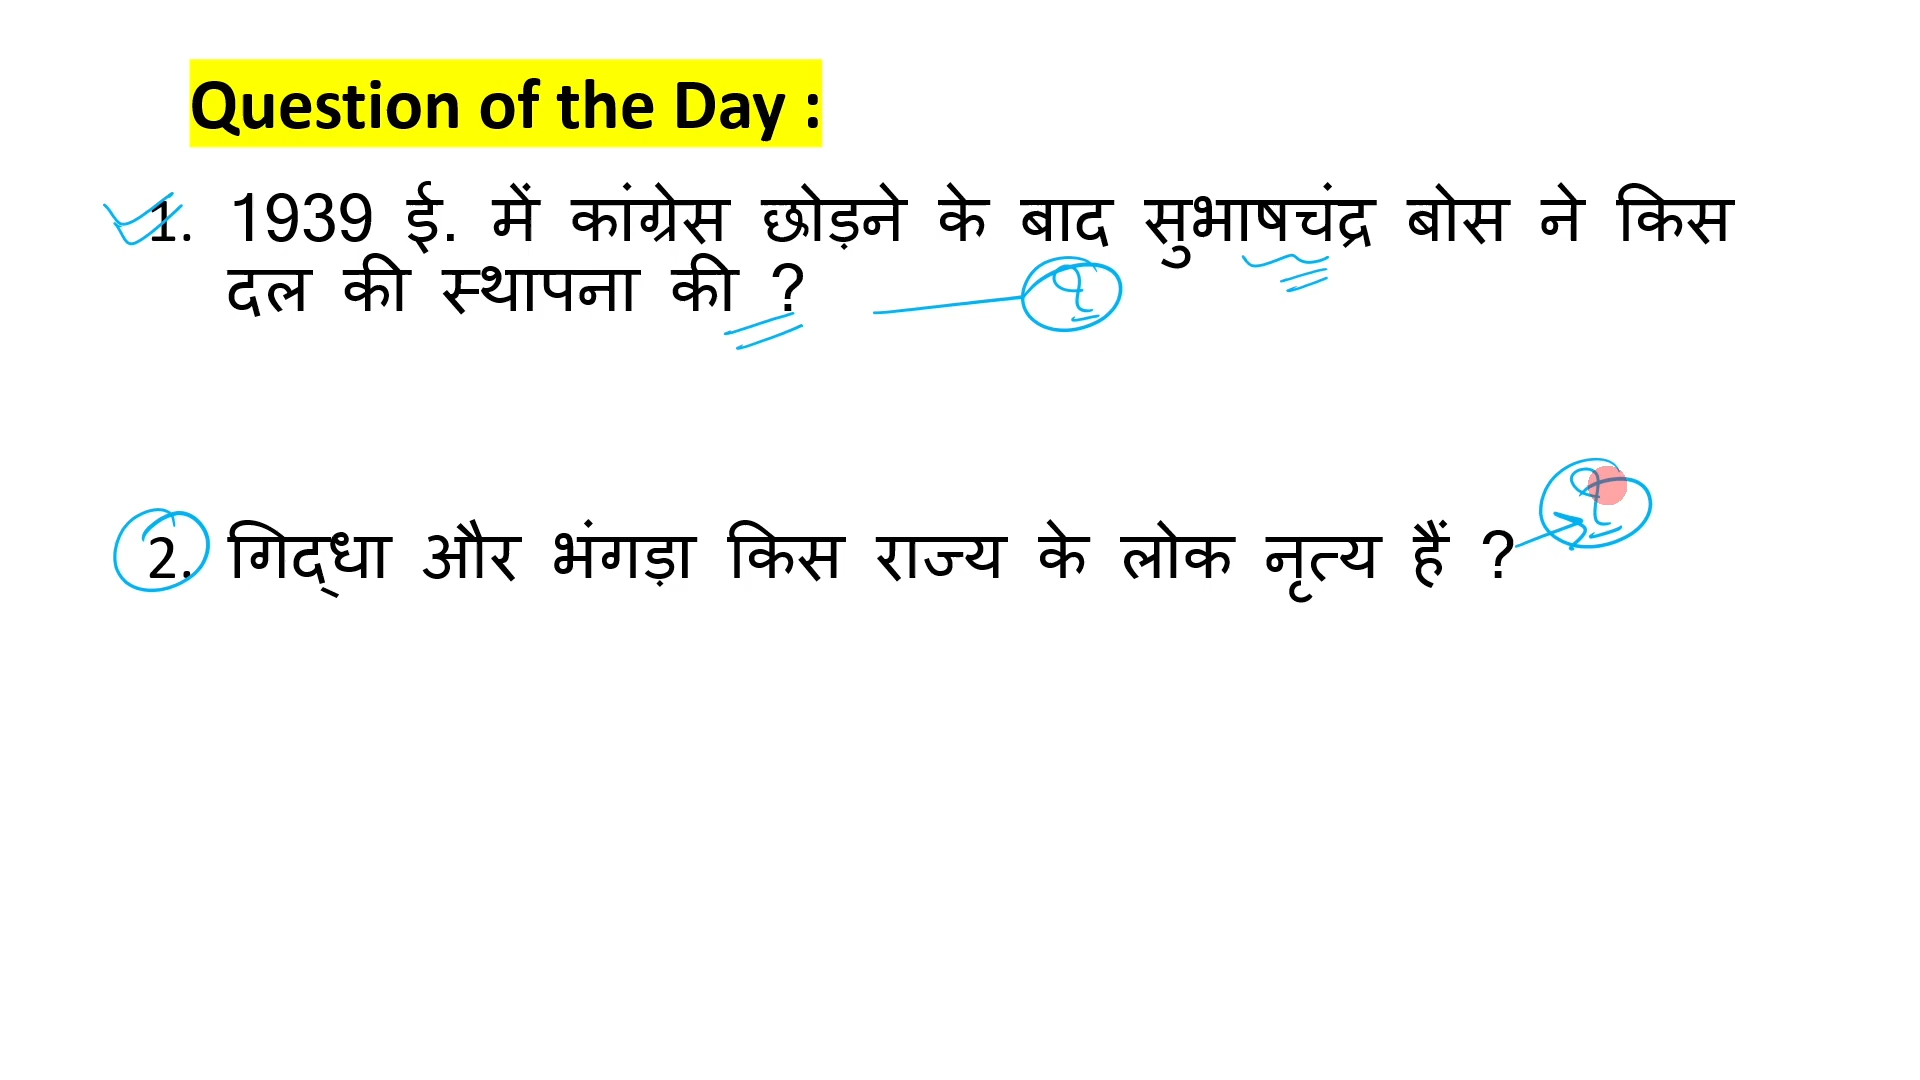 Question of the Day :
1. 1939 ई. में कांग्रेस छोड़ने के बाद सुभाषचंद्र बोस ने किस
दल की स्थापना की ?
2. गिद्धा और भंगड़ा किस राज्य के लोक नृत्य हैं ?